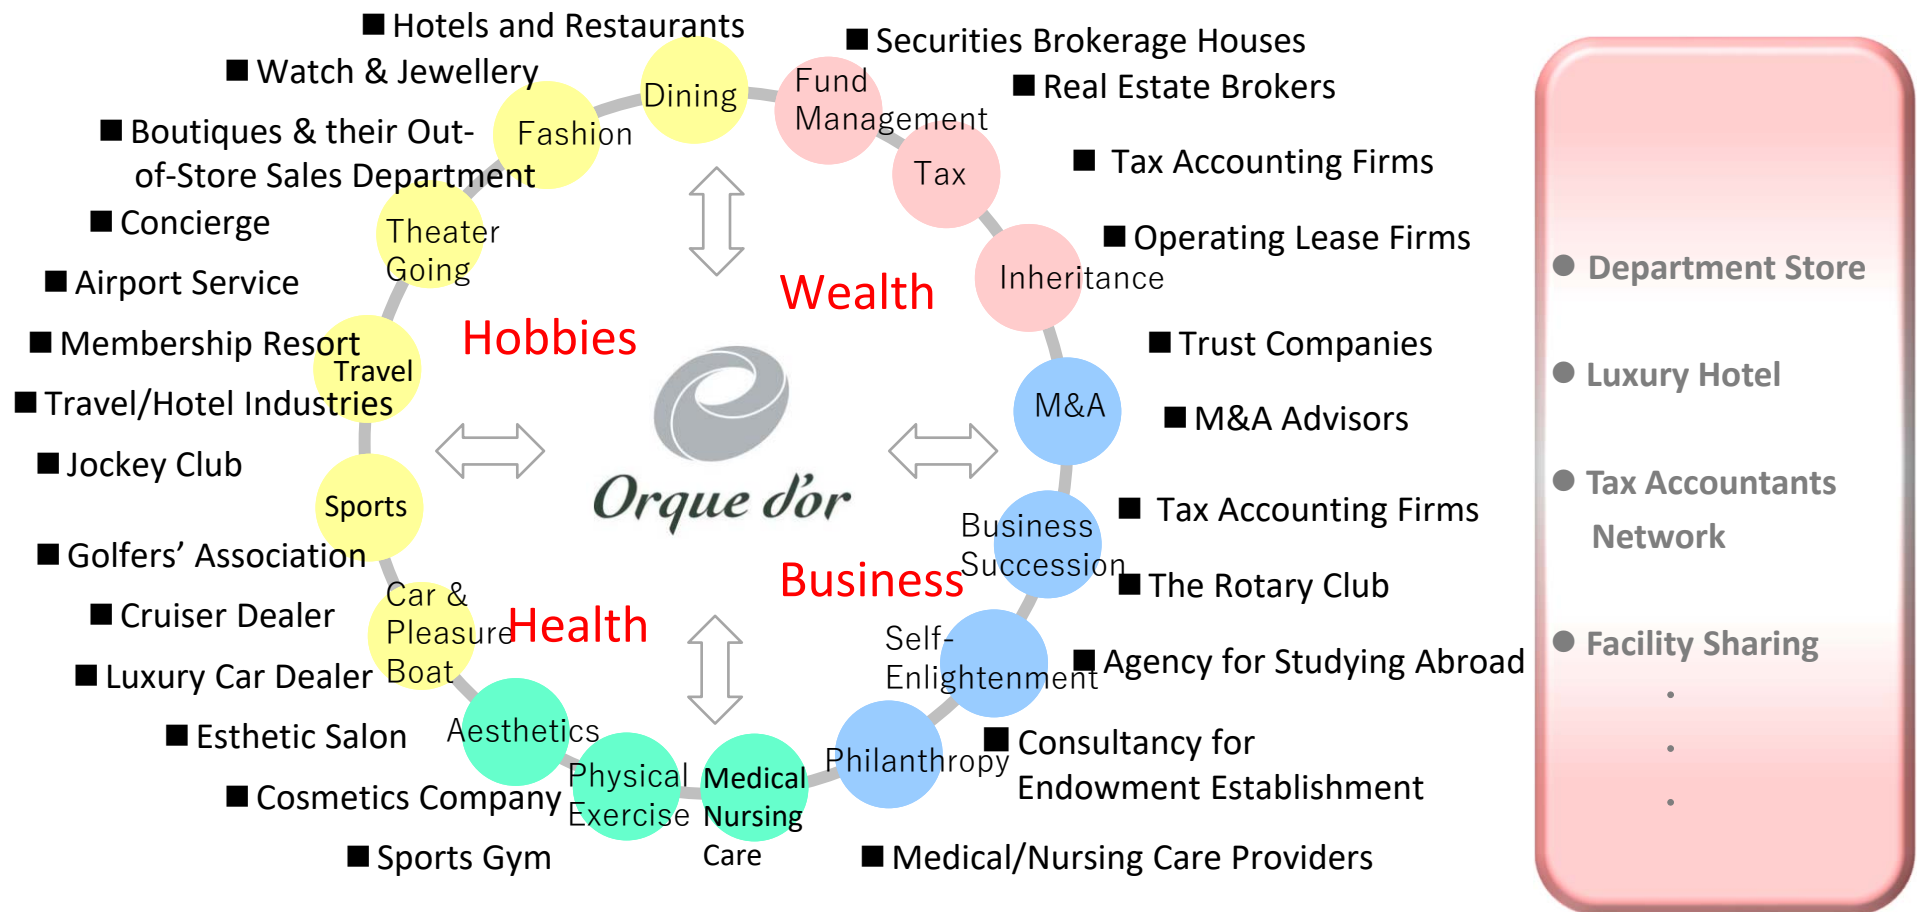 ■ Hotels and Restaurants
■ Watch & Jewellery
■ Boutiques & their Out-
of-Store Sales Department
■ Concierge
■ Airport Service
■ Membership Resort
■ Travel/Hotel Industries
■ Jockey Club
■ Golfers’ Association
■ Cruiser Dealer
■ Luxury Car Dealer
■ Esthetic Salon
■ Cosmetics Company
■ Sports Gym
Dining
Fashion
Theater
Going
Travel
Sports
Car &
Pleasure
Boat
Aesthetics
Physical
Exercise
Medical
Nursing
Care
Fund
Management
Tax
Inheritance
M&A
Business
Succession
Self-
Enlightenment
Philanthropy
Hobbies
Wealth
Orque d'or
Business
Health
■ Securities Brokerage Houses
■ Real Estate Brokers
■ Tax Accounting Firms
■ Operating Lease Firms
■ Trust Companies
■ M&A Advisors
■ Tax Accounting Firms
■ The Rotary Club
■ Agency for Studying Abroad
■ Consultancy for
Endowment Establishment
■ Medical/Nursing Care Providers
● Department Store
● Luxury Hotel
● Tax Accountants
Network
● Facility Sharing
・
・
・